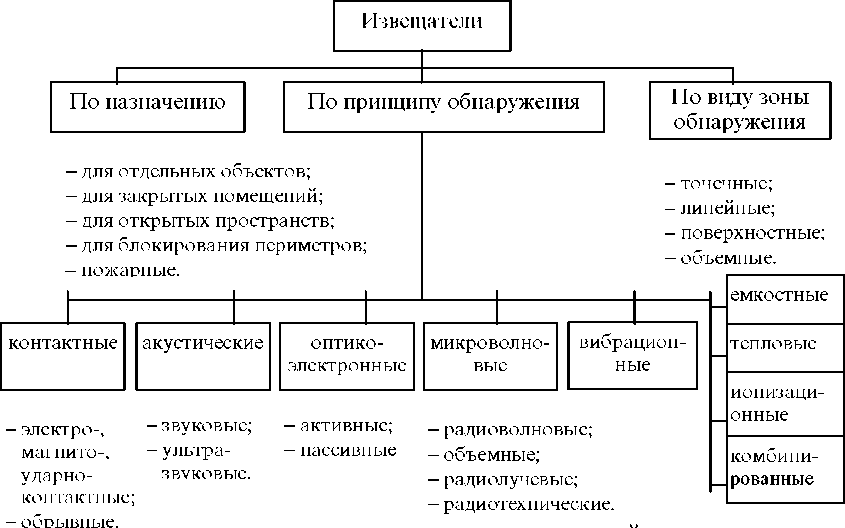 Извещатели
По назначению
По принципу обнаружения
По виду зоны
обнаружения
– для отдельных объектов;
– для закрытых помещений;
– для открытых пространств;
– для блокирования периметров;
– пожарные.
– точечные;
– линейные;
– поверхностные;
– объемные.
контактные
акустические
оптико-
электронные
микроволно-
вые
вибрацион-
ные
емкостные
тепловые
ионизаци-
онные
комбини-
рованные
– электро-,
магнито-,
ударно-
контактные;
– обрывные.
– звуковые;
– ультра-
звуковые.
– активные;
– пассивные
– радиоволновые;
– объемные;
– радиолучевые;
– радиотехнические.